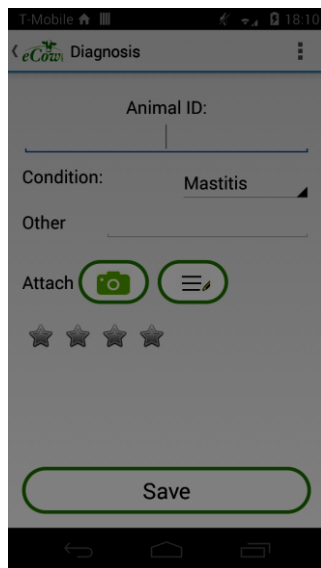 T-Mobile 18:10
eCow Diagnosis
Animal ID:
Condition: Mastitis
Other
Attach
Save